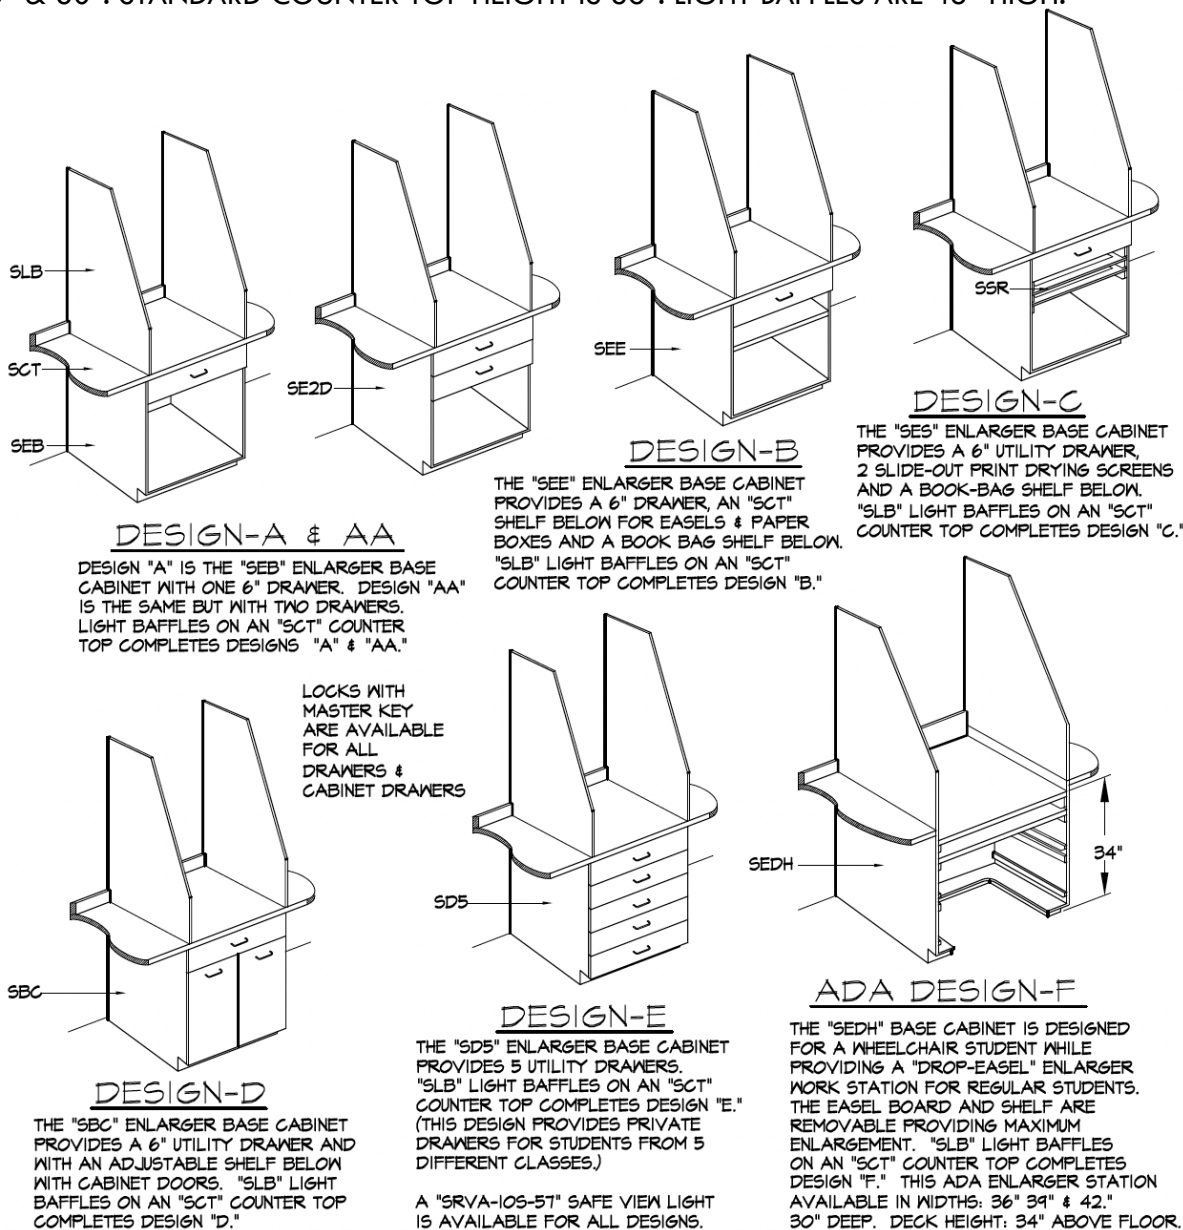 & 36". STANDARD COUNTER TOP HEIGHT IS 36". LIGHT BAFFLES ARE 48" HIGH.
SLB
SCT
SEB
SE2D
SEE
SSR
DESIGN-A & AA
DESIGN "A" IS THE "SEB" ENLARGER BASE
CABINET WITH ONE 6" DRAWER. DESIGN "AA"
IS THE SAME BUT WITH TWO DRAWERS.
LIGHT BAFFLES ON AN "SCT" COUNTER
TOP COMPLETES DESIGNS "A" & "AA."
DESIGN-B
THE "SEE" ENLARGER BASE CABINET
PROVIDES A 6" DRAWER, AN "SCT"
SHELF BELOW FOR EASELS & PAPER
BOXES AND A BOOK BAG SHELF BELOW.
"SLB" LIGHT BAFFLES ON AN "SCT"
COUNTER TOP COMPLETES DESIGN "B."
DESIGN-C
THE "SES" ENLARGER BASE CABINET
PROVIDES A 6" UTILITY DRAWER,
2 SLIDE-OUT PRINT DRYING SCREENS
AND A BOOK-BAG SHELF BELOW.
"SLB" LIGHT BAFFLES ON AN "SCT"
COUNTER TOP COMPLETES DESIGN "C."
LOCKS WITH
MASTER KEY
ARE AVAILABLE
FOR ALL
DRAWERS &
CABINET DRAWERS
SBC
SD5
SEDH
34"
DESIGN-D
THE "SBC" ENLARGER BASE CABINET
PROVIDES A 6" UTILITY DRAWER AND
WITH AN ADJUSTABLE SHELF BELOW
WITH CABINET DOORS. "SLB" LIGHT
BAFFLES ON AN "SCT" COUNTER TOP
COMPLETES DESIGN "D."
DESIGN-E
THE "SD5" ENLARGER BASE CABINET
PROVIDES 5 UTILITY DRAWERS.
"SLB" LIGHT BAFFLES ON AN "SCT"
COUNTER TOP COMPLETES DESIGN "E."
(THIS DESIGN PROVIDES PRIVATE
DRAWERS FOR STUDENTS FROM 5
DIFFERENT CLASSES.)
A "SRVA-10S-57" SAFE VIEW LIGHT
IS AVAILABLE FOR ALL DESIGNS.
ADA DESIGN-F
THE "SEDH" BASE CABINET IS DESIGNED
FOR A WHEELCHAIR STUDENT WHILE
PROVIDING A "DROP-EASEL" ENLARGER
WORK STATION FOR REGULAR STUDENTS.
THE EASEL BOARD AND SHELF ARE
REMOVABLE PROVIDING MAXIMUM
ENLARGEMENT. "SLB" LIGHT BAFFLES
ON AN "SCT" COUNTER TOP COMPLETES
DESIGN "F." THIS ADA ENLARGER STATION
AVAILABLE IN WIDTHS: 36" 39" & 42."
30" DEEP. DECK HEIGHT: 34" ABOVE FLOOR.